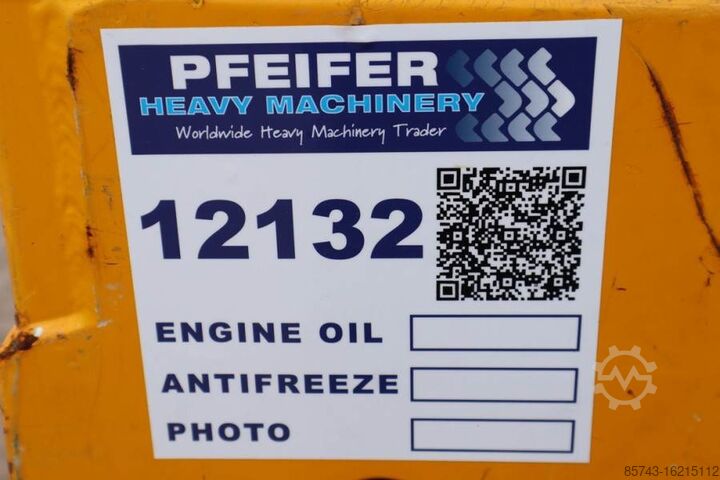 PFEIFER
HEAVY MACHINERY
Worldwide Heavy Machinery Trader
12132
ENGINE OIL
ANTIFREEZE
PHOTO
85743-16215112